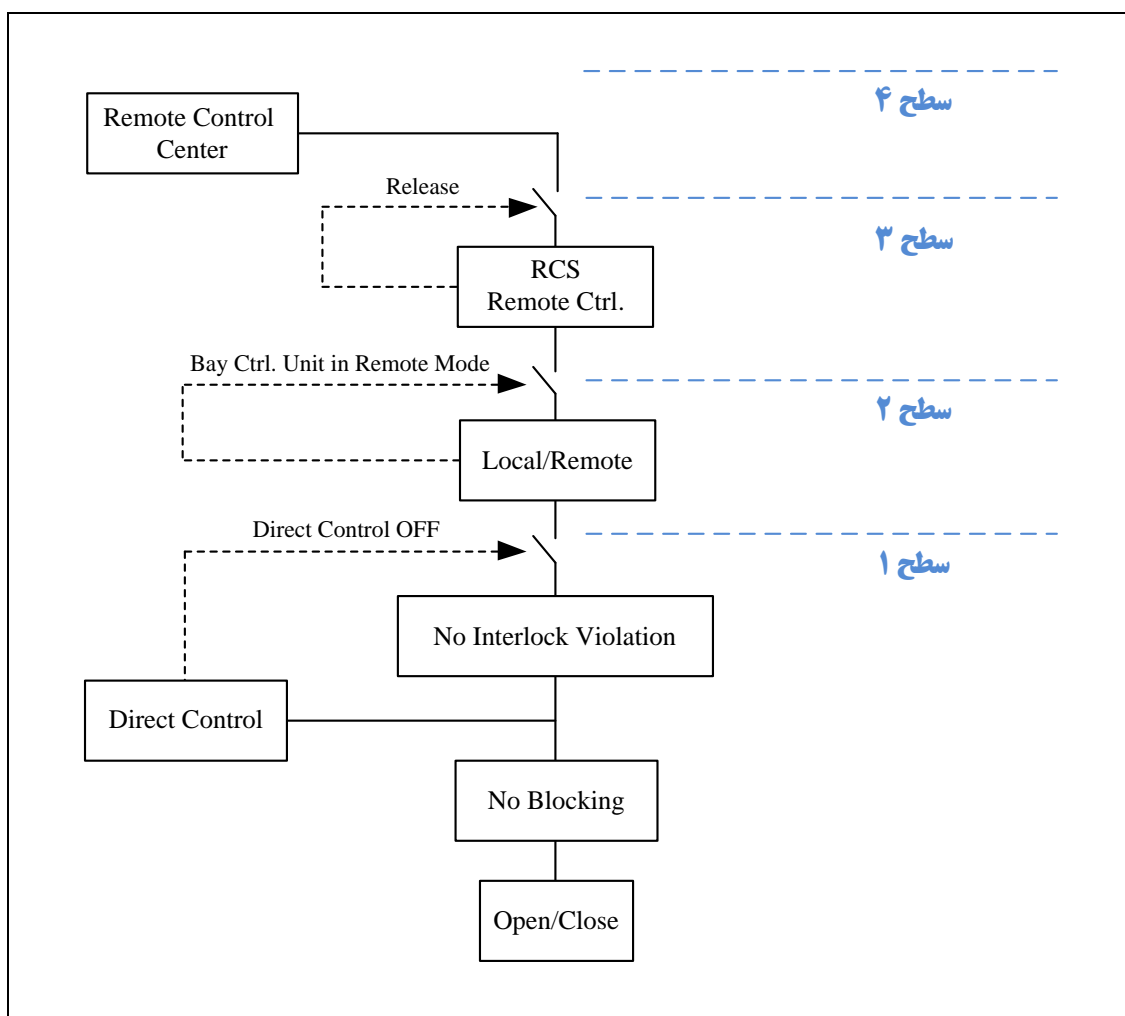 سطح ۴
Remote Control
Center
Release
سطح ۳
RCS
Remote Ctrl.
Bay Ctrl. Unit in Remote Mode
سطح ۲
Local/Remote
Direct Control OFF
سطح ۱
No Interlock Violation
Direct Control
No Blocking
Open/Close